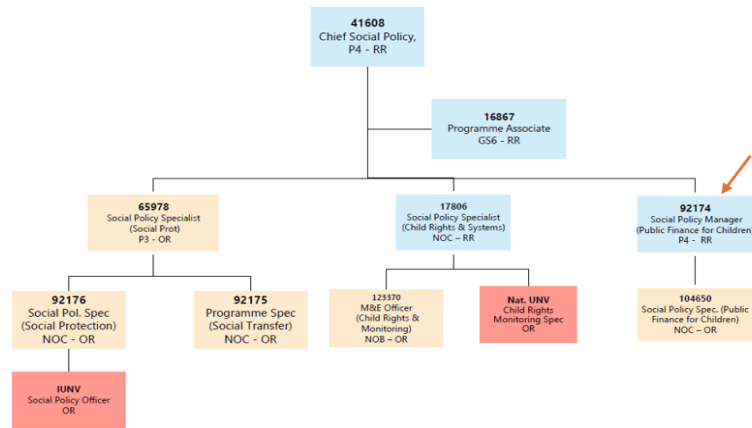 41608
Chief Social Policy,
P4 - RR
16867
Programme Associate
GS6 - RR
65978
Social Policy Specialist
(Social Prot)
P3 - OR
17806
Social Policy Specialist
(Child Rights & Systems)
NOC – RR
92174
Social Policy Manager
(Public Finance for Children)
P4 - RR
92176
Social Pol. Spec
(Social Protection)
NOC - OR
92175
Programme Spec
(Social Transfer)
NOC - OR
123370
M&E Officer
(Child Rights &
Monitoring)
NOB – OR
Nat. UNV
Child Rights
Monitoring Spec
OR
104650
Social Policy Spec. (Public
Finance for Children)
NOC – OR
IUNV
Social Policy Officer
OR